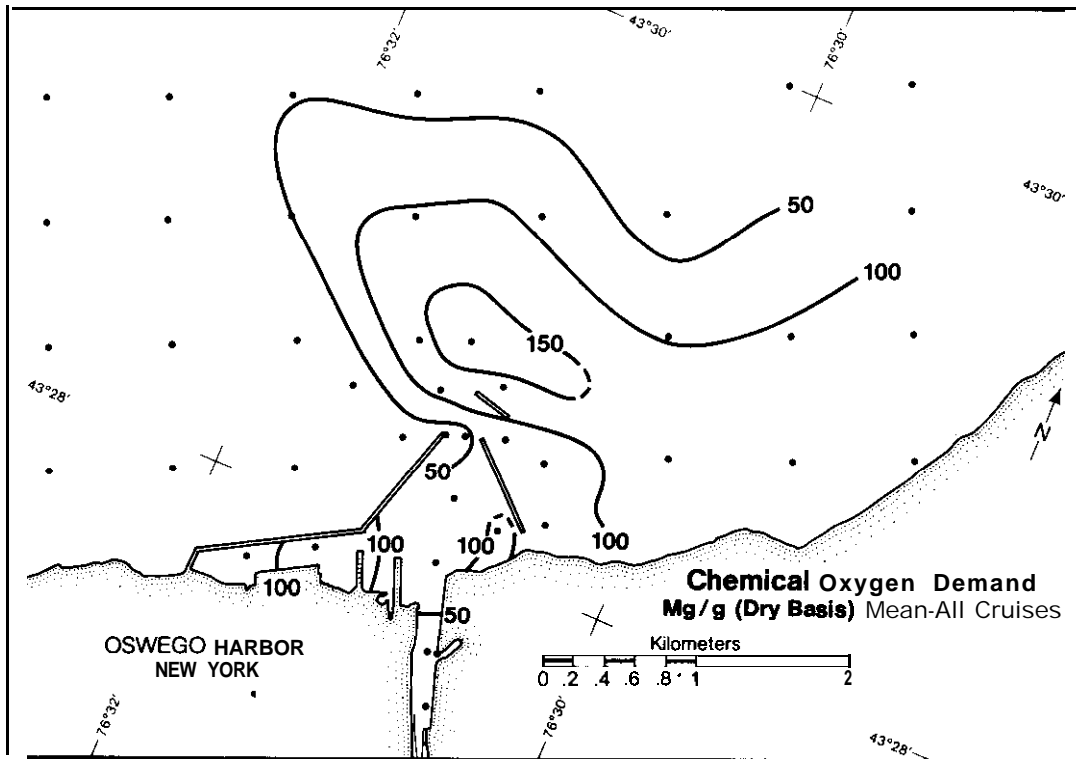 76°32'
43°30'
76°30'
43°30'
50
100
150
43°28'
N
50
100
100
100
100
Chemical Oxygen Demand
Mg/g (Dry Basis) Mean-All Cruises
50
OSWEGO HARBOR
NEW YORK
Kilometers
0 .2 .4 .6 .8 1 2
76°32'
76°30'
43°28'